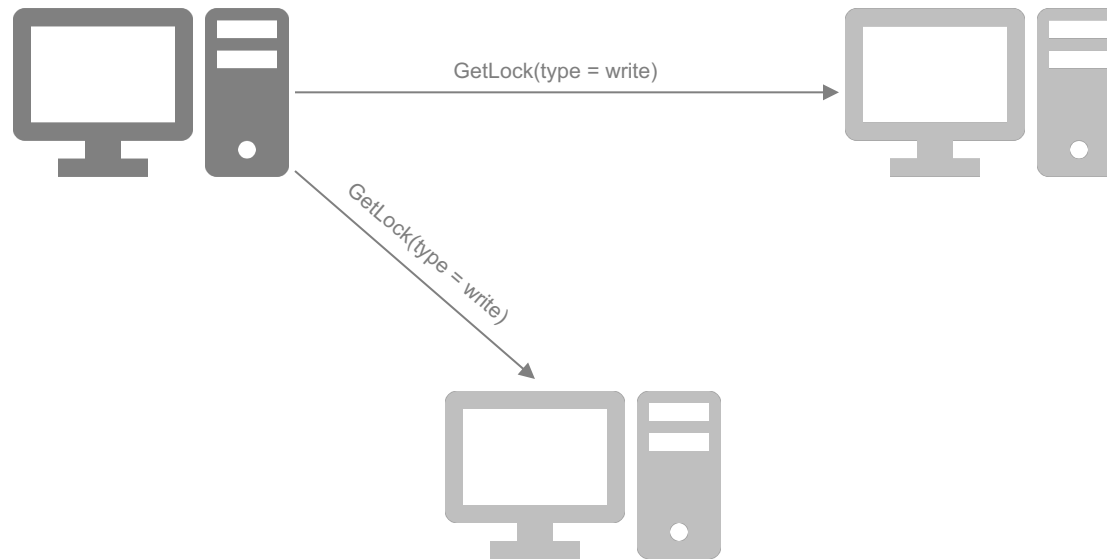 GetLock(type = write)
GetLock(type = write)